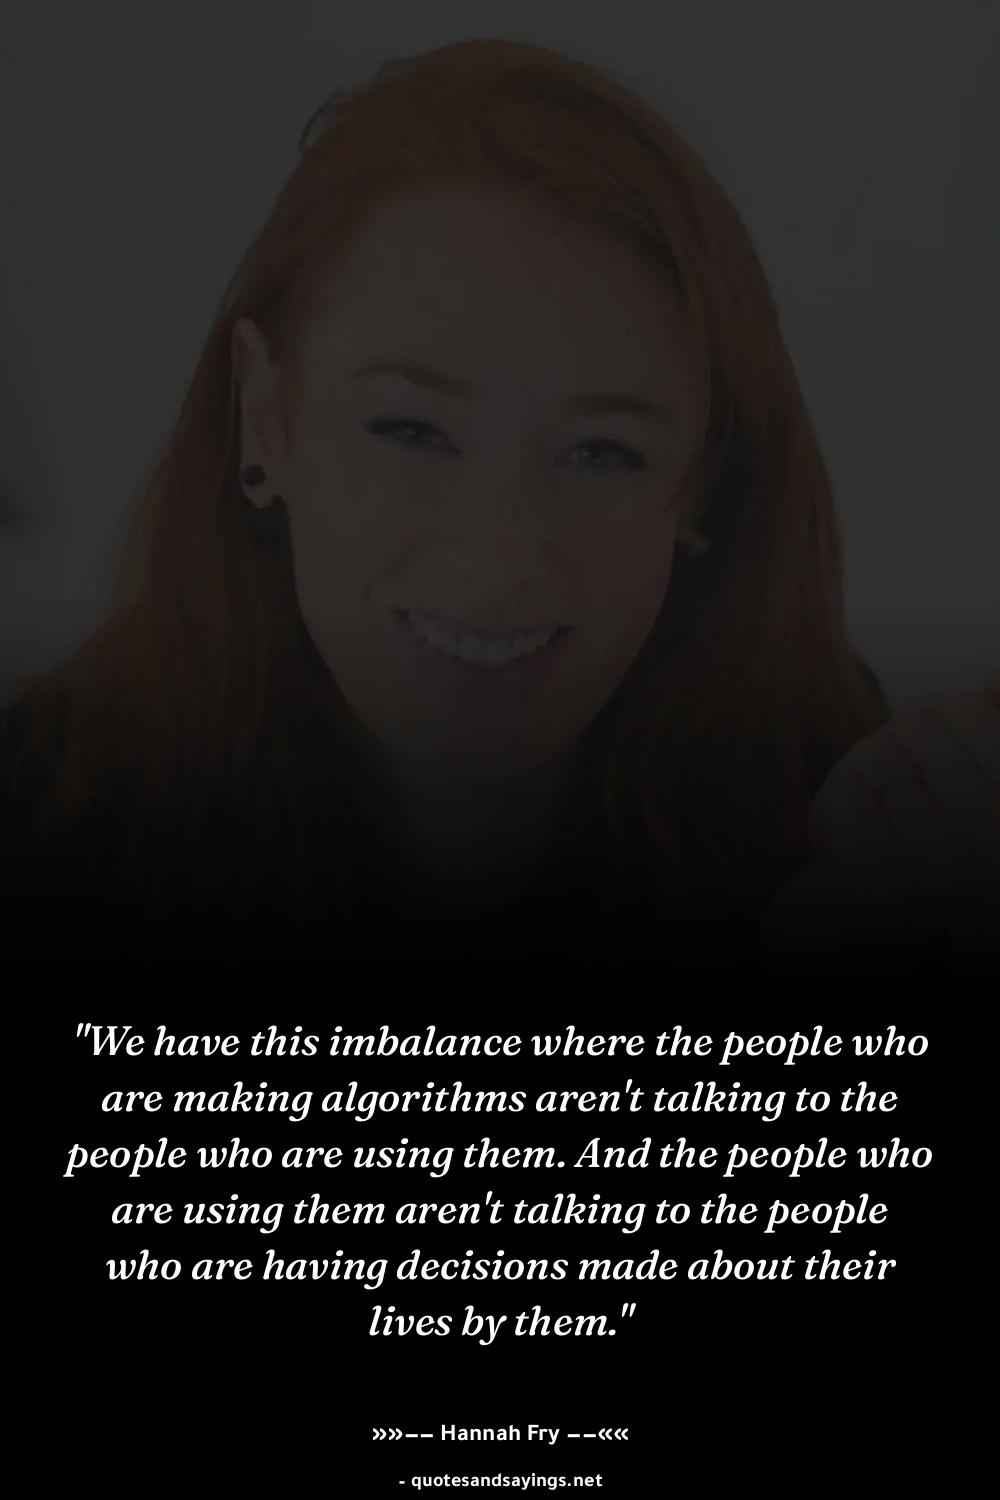 "We have this imbalance where the people who
are making algorithms aren't talking to the
people who are using them. And the people who
are using them aren't talking to the people
who are having decisions made about their
lives by them."
»»−− Hannah Fry −−««
- quotesandsayings.net